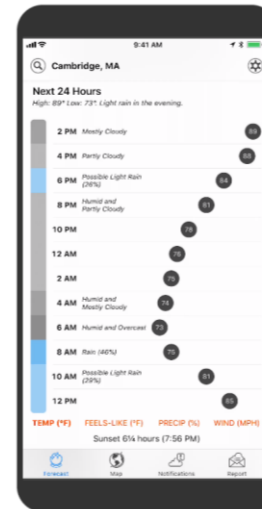 9:41 AM
Cambridge, MA
Next 24 Hours
High: 89° Low: 73°. Light rain in the evening.
2 PM Mostly Cloudy 89
4 PM Partly Cloudy 88
6 PM Possible Light Rain (26%) 84
8 PM Humid and Partly Cloudy 81
10 PM 78
12 AM 76
2 AM 75
4 AM Humid and Mostly Cloudy 74
6 AM Humid and Overcast 73
8 AM Rain (46%) 75
10 AM Possible Light Rain (29%) 81
12 PM 85
TEMP (°F) FEELS-LIKE (°F) PRECIP (%) WIND (MPH)
Sunset 6¼ hours (7:56 PM)
Forecast Map Notifications Report